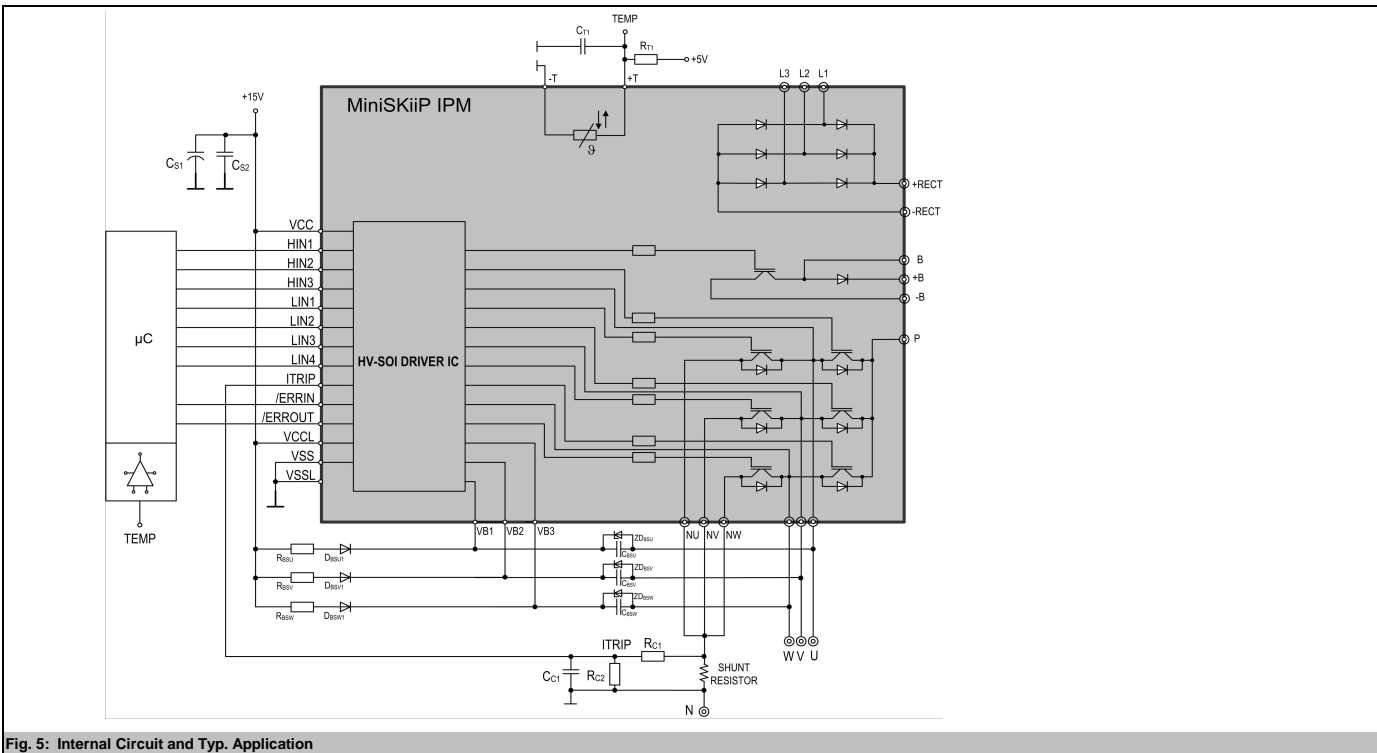 TEMP
CT1
RT1
+5V
-T
+T
L3 L2 L1
+15V
MiniSKiiP IPM
CS1
CS2
+RECT
-RECT
VCC
HIN1
HIN2
HIN3
LIN1
LIN2
LIN3
LIN4
ITRIP
/ERRIN
/ERROUT
VCCL
VSS
VSSL
µC
HV-SOI DRIVER IC
ϑ
B
+B
-B
P
TEMP
VB1 VB2 VB3
NU NV NW
RBSU
DBSU1
ZDBSU
CBSU
RBSV
DBSV1
ZDBSV
CBSV
RBSW
DBSW1
ZDBSW
CBSW
W V U
ITRIP
RC1
CC1
RC2
SHUNT
RESISTOR
N
Fig. 5: Internal Circuit and Typ. Application